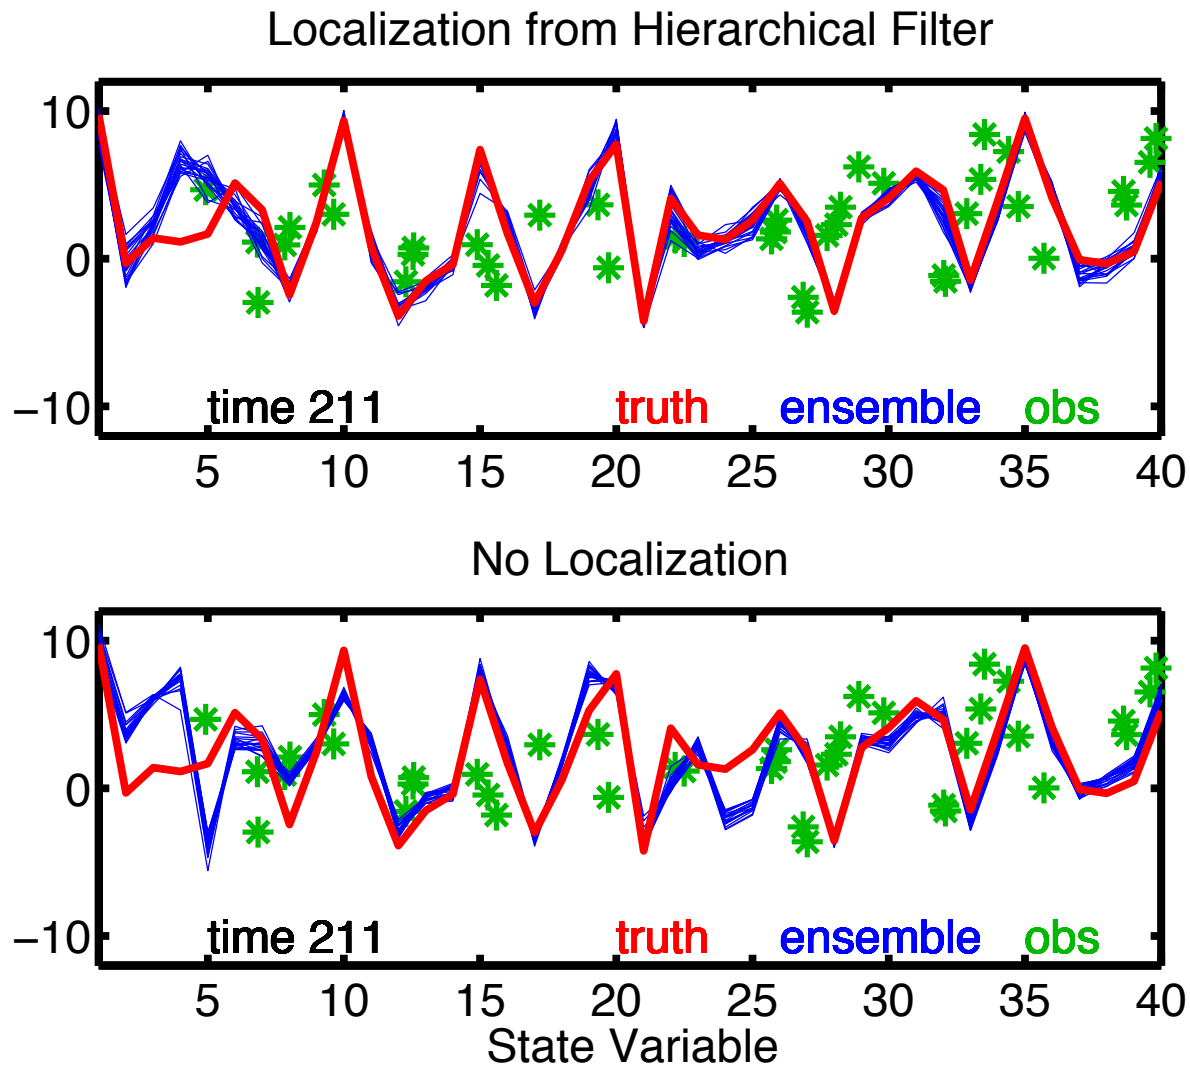 Localization from Hierarchical Filter
10
0
−10
time 211 truth ensemble obs
5 10 15 20 25 30 35 40
No Localization
10
0
−10
time 211 truth ensemble obs
5 10 15 20 25 30 35 40
State Variable